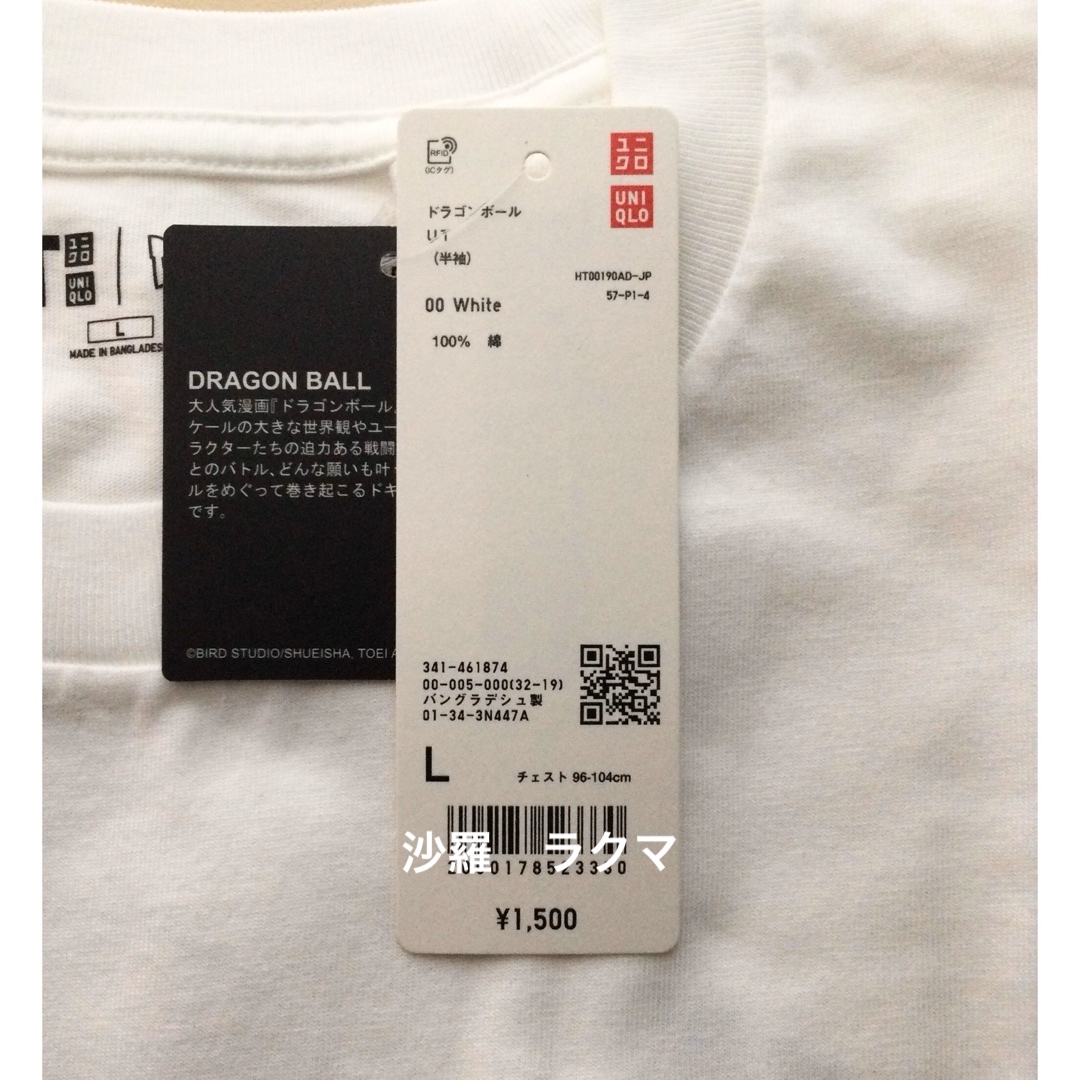 ユニ
クロ
UNI
QLO
L
MADE IN BANGLADES
DRAGON BALL
大人気漫画『ドラゴンボール』
ケールの大きな世界観やユー
ラクターたちの迫力ある戦闘
とのバトル、どんな願いも叶
ルをめぐって巻き起こるドキ
です。
©BIRD STUDIO/SHUEISHA, TOEI A
RFID
(ICタグ)
ユニ
クロ
UNI
QLO
ドラゴンボール
UT
(半袖)
HT00190AD-JP
57-P1-4
00 White
100% 綿
341-461874
00-005-000(32-19)
バングラデシュ製
01-34-3N447A
L
チェスト 96-104cm
沙羅 ラクマ
¥1,500